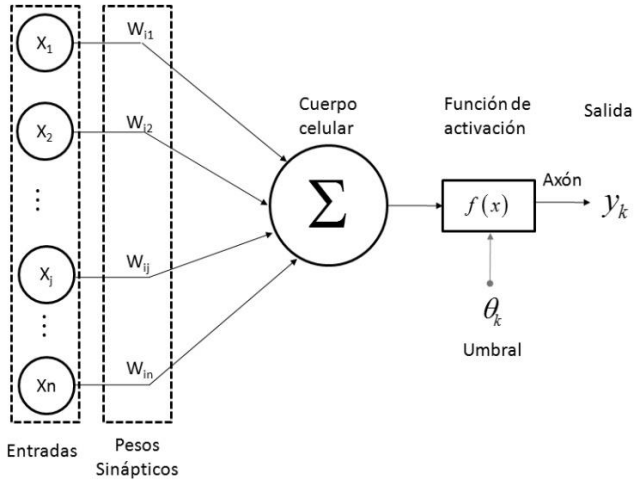 X1
Wi1
X2
Wi2
⋮
⋮
Xj
Wij
⋮
Xn
Win
Entradas
Pesos
Sinápticos
Cuerpo
celular
Σ
Función de
activación
f(x)
θk
Umbral
Salida
Axón
yk